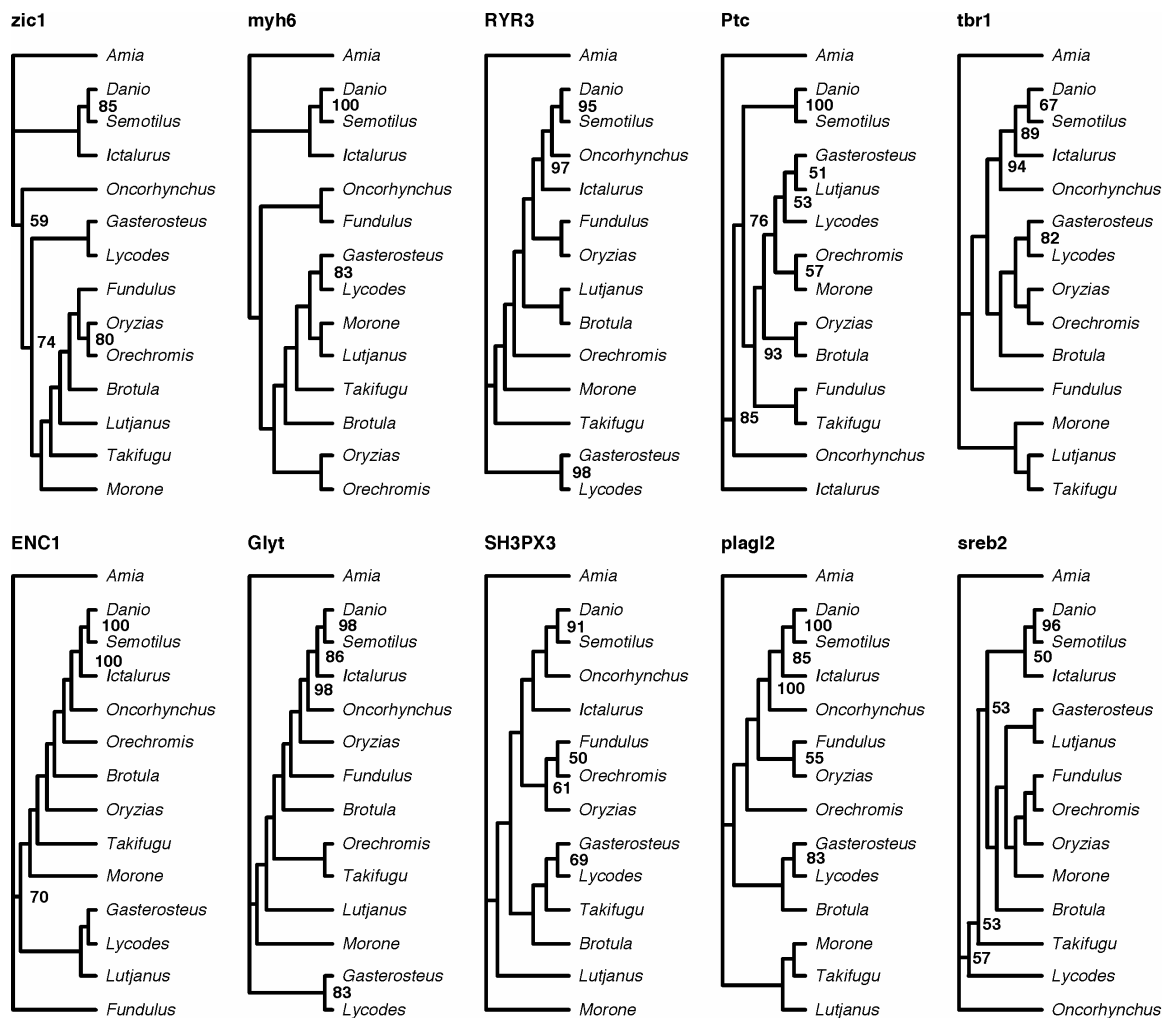 zic1
Amia
Danio
85
Semotilus
Ictalurus
Oncorhynchus
59
Gasterosteus
Lycodes
Fundulus
Oryzias
74
80
Orechromis
Brotula
Lutjanus
Takifugu
Morone
myh6
Amia
Danio
100
Semotilus
Ictalurus
Oncorhynchus
Fundulus
Gasterosteus
83
Lycodes
Morone
Lutjanus
Takifugu
Brotula
Oryzias
Orechromis
RYR3
Amia
Danio
95
Semotilus
Oncorhynchus
97
Ictalurus
Fundulus
Oryzias
Lutjanus
Brotula
Orechromis
Morone
Takifugu
Gasterosteus
98
Lycodes
Ptc
Amia
Danio
100
Semotilus
Gasterosteus
51
Lutjanus
53
76
Lycodes
Orechromis
57
Morone
Oryzias
93
Brotula
Fundulus
85
Takifugu
Oncorhynchus
Ictalurus
tbr1
Amia
Danio
67
Semotilus
89
Ictalurus
94
Oncorhynchus
Gasterosteus
82
Lycodes
Oryzias
Orechromis
Brotula
Fundulus
Morone
Lutjanus
Takifugu
ENC1
Amia
Danio
100
Semotilus
100
Ictalurus
Oncorhynchus
Orechromis
Brotula
Oryzias
Takifugu
Morone
70
Gasterosteus
Lycodes
Lutjanus
Fundulus
Glyt
Amia
Danio
98
Semotilus
86
Ictalurus
98
Oncorhynchus
Oryzias
Fundulus
Brotula
Orechromis
Takifugu
Lutjanus
Morone
Gasterosteus
83
Lycodes
SH3PX3
Amia
Danio
91
Semotilus
Oncorhynchus
Ictalurus
Fundulus
50
Orechromis
61
Oryzias
Gasterosteus
69
Lycodes
Takifugu
Brotula
Lutjanus
Morone
plagl2
Amia
Danio
100
Semotilus
85
Ictalurus
100
Oncorhynchus
Fundulus
55
Oryzias
Orechromis
Gasterosteus
83
Lycodes
Brotula
Morone
Takifugu
Lutjanus
sreb2
Amia
Danio
96
Semotilus
50
Ictalurus
53
Gasterosteus
Lutjanus
Fundulus
Orechromis
Oryzias
Morone
Brotula
53
Takifugu
57
Lycodes
Oncorhynchus